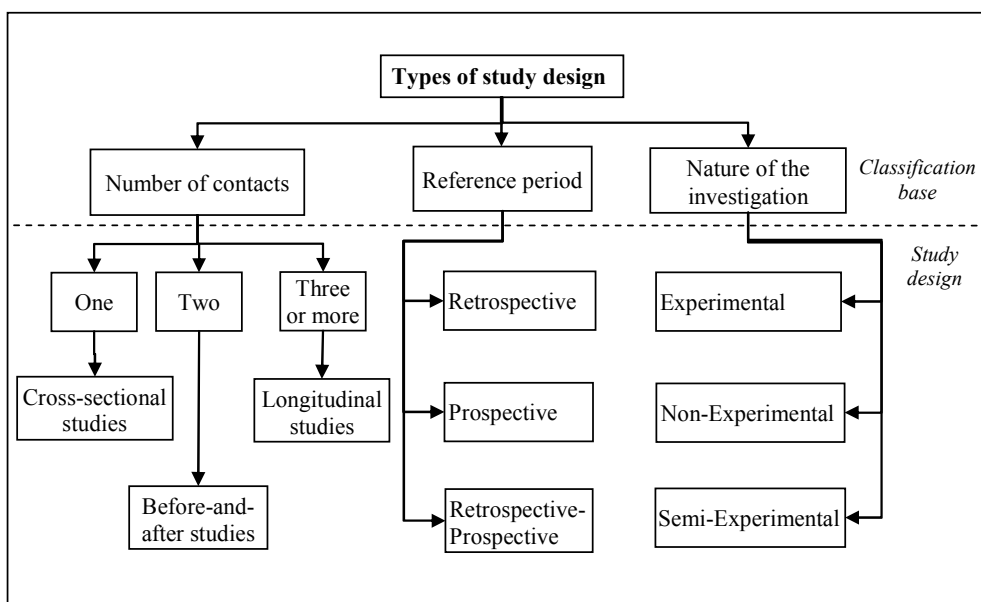 Types of study design
Number of contacts
Reference period
Nature of the
investigation
Classification
base
Study
design
One
Two
Three
or more
Cross-sectional
studies
Before-and-
after studies
Longitudinal
studies
Retrospective
Prospective
Retrospective-
Prospective
Experimental
Non-Experimental
Semi-Experimental